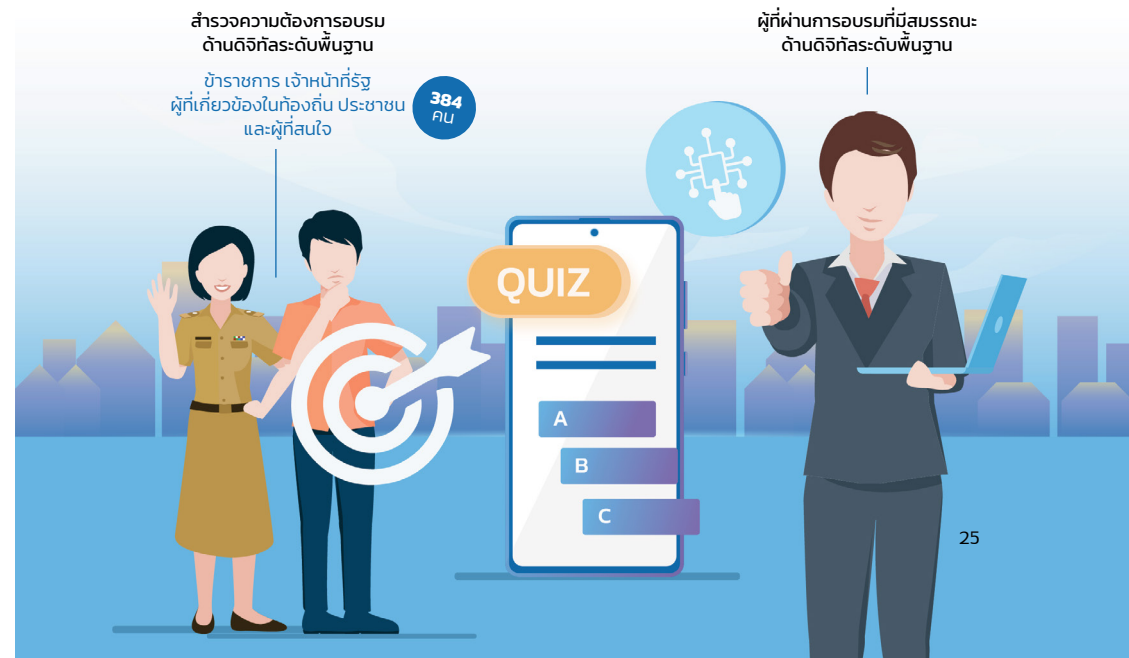 สำรวจความต้องการอบรม
ด้านดิจิทัลระดับพื้นฐาน
ข้าราชการ เจ้าหน้าที่รัฐ
ผู้ที่เกี่ยวข้องในท้องถิ่น ประชาชน
และผู้ที่สนใจ
384
คน
ผู้ที่ผ่านการอบรมที่มีสมรรถนะ
ด้านดิจิทัลระดับพื้นฐาน
QUIZ
A
B
C
25